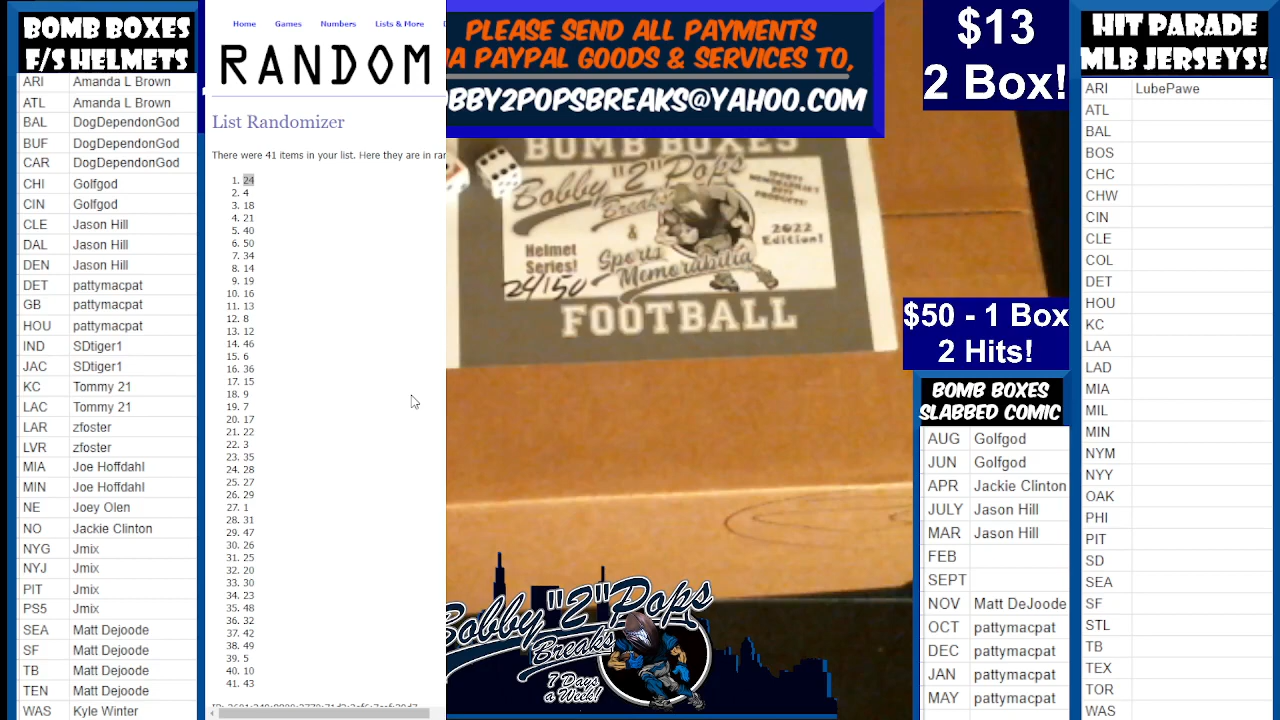 BOMB BOXES
F/S HELMETS
ARI Amanda L Brown
ATL Amanda L Brown
BAL DogDependonGod
BUF DogDependonGod
CAR DogDependonGod
CHI Golfgod
CIN Golfgod
CLE Jason Hill
DAL Jason Hill
DEN Jason Hill
DET pattymacpat
GB pattymacpat
HOU pattymacpat
IND SDtiger1
JAC SDtiger1
KC Tommy 21
LAC Tommy 21
LAR zfoster
LVR zfoster
MIA Joe Hoffdahl
MIN Joe Hoffdahl
NE Joey Olen
NO Jackie Clinton
NYG Jmix
NYJ Jmix
PIT Jmix
PS5 Jmix
SEA Matt Dejoode
SF Matt Dejoode
TB Matt Dejoode
TEN Matt Dejoode
WAS Kyle Winter
Home Games Numbers Lists & More
RANDOM
List Randomizer
There were 41 items in your list. Here they are in ra
1. 24
2. 4
3. 18
4. 21
5. 40
6. 50
7. 34
8. 14
9. 19
10. 16
11. 13
12. 8
13. 12
14. 46
15. 6
16. 36
17. 15
18. 9
19. 7
20. 17
21. 22
22. 3
23. 35
24. 28
25. 27
26. 29
27. 1
28. 31
29. 47
30. 26
31. 25
32. 20
33. 30
34. 23
35. 48
36. 32
37. 42
38. 49
39. 5
40. 10
41. 43
PLEASE SEND ALL PAYMENTS
IA PAYPAL GOODS & SERVICES TO,
BBY2POPSBREAKS@YAHOO.COM
BOMB BOXES
Bobby "2" Pops
Breaks
&
Sports
Memorabilia
Helmet
Series!
24/150
2022
Edition!
FOOTBALL
Bobby "2" Pops
Breaks
7 Days
a Week!
$13
2 Box!
$50 - 1 Box
2 Hits!
BOMB BOXES
SLABBED COMIC
AUG Golfgod
JUN Golfgod
APR Jackie Clinton
JULY Jason Hill
MAR Jason Hill
FEB
SEPT
NOV Matt DeJoode
OCT pattymacpat
DEC pattymacpat
JAN pattymacpat
MAY pattymacpat
HIT PARADE
MLB JERSEYS!
ARI LubePawe
ATL
BAL
BOS
CHC
CHW
CIN
CLE
COL
DET
HOU
KC
LAA
LAD
MIA
MIL
MIN
NYM
NYY
OAK
PHI
PIT
SD
SEA
SF
STL
TB
TEX
TOR
WAS